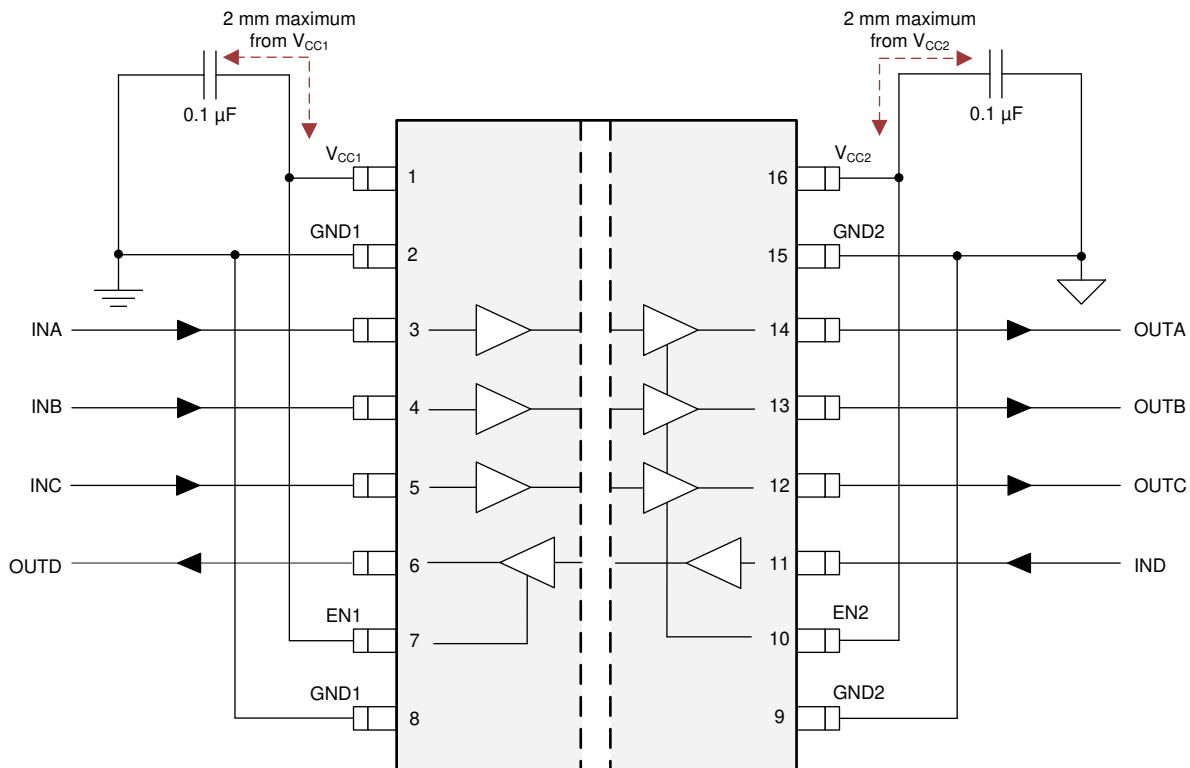 2 mm maximum
from VCC1
2 mm maximum
from VCC2
0.1 µF
0.1 µF
VCC1
1
16
VCC2
GND1
2
15
GND2
INA
3
14
OUTA
INB
4
13
OUTB
INC
5
12
OUTC
OUTD
6
11
IND
EN1
7
10
EN2
GND1
8
9
GND2